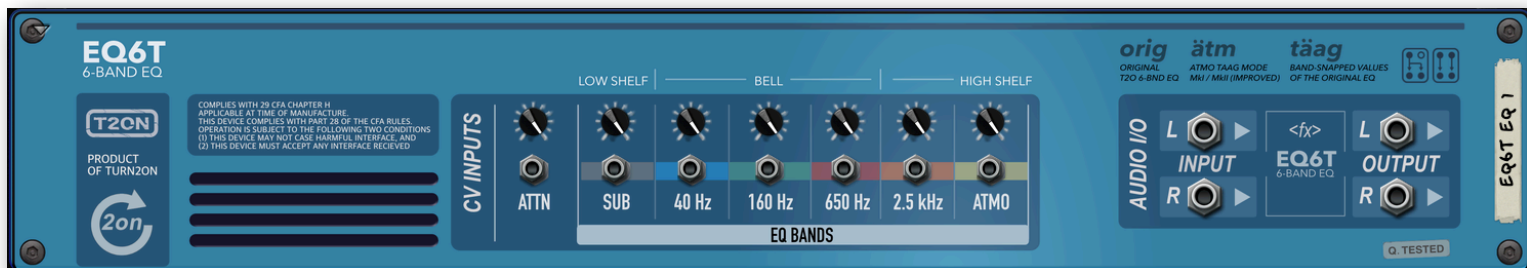 EQ6T
6-BAND EQ
T2ON
PRODUCT
OF TURN2ON
2on
COMPLIES WITH 29 CFA CHAPTER H
APPLICABLE AT TIME OF MANUFACTURE.
THIS DEVICE COMPLIES WITH PART 28 OF THE CFA RULES.
OPERATION IS SUBJECT TO THE FOLLOWING TWO CONDITIONS
(1) THIS DEVICE MAY NOT CASE HARMFUL INTERFACE, AND
(2) THIS DEVICE MUST ACCEPT ANY INTERFACE RECIEVED
CV INPUTS
LOW SHELF BELL HIGH SHELF
ATTN SUB 40 Hz 160 Hz 650 Hz 2.5 kHz ATMO
EQ BANDS
orig ätm täag
ORIGINAL ATMO TAAG MODE BAND-SNAPPED VALUES
T2O 6-BND EQ MkI / MkII (IMPROVED) OF THE ORIGINAL EQ
AUDIO I/O
L <fx> L
INPUT EQ6T OUTPUT
6-BAND EQ
R R
Q. TESTED
EQ6T EQ 1